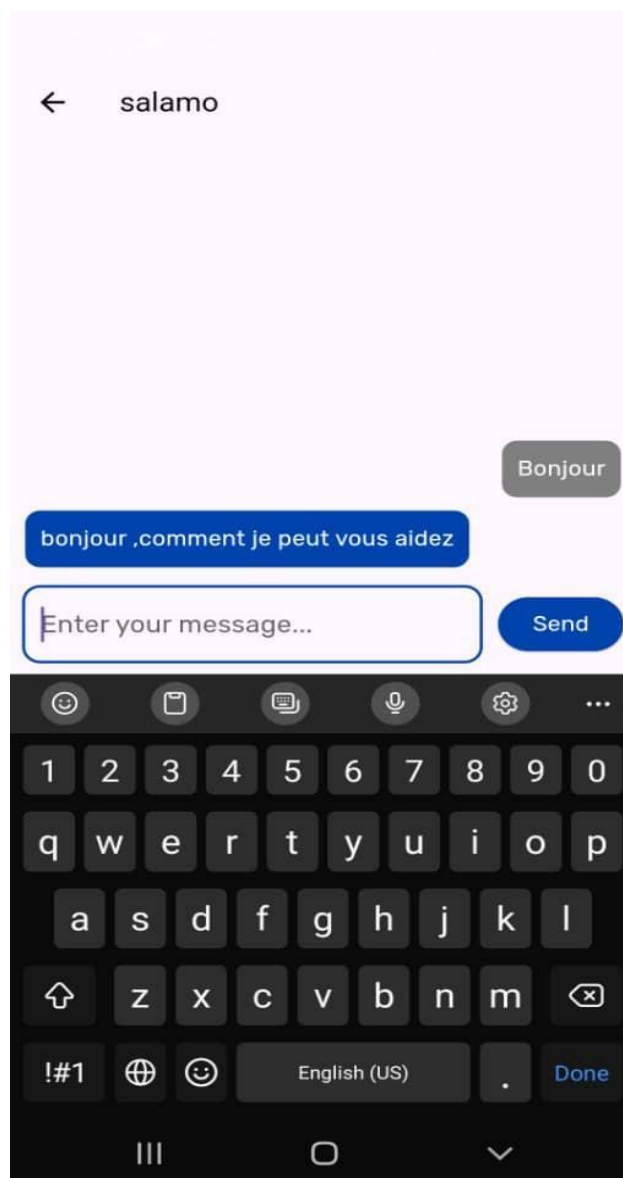 salamo
Bonjour
bonjour ,comment je peut vous aidez
Enter your message...
Send
1 2 3 4 5 6 7 8 9 0
q w e r t y u i o p
a s d f g h j k l
z x c v b n m
!#1 English (US) . Done